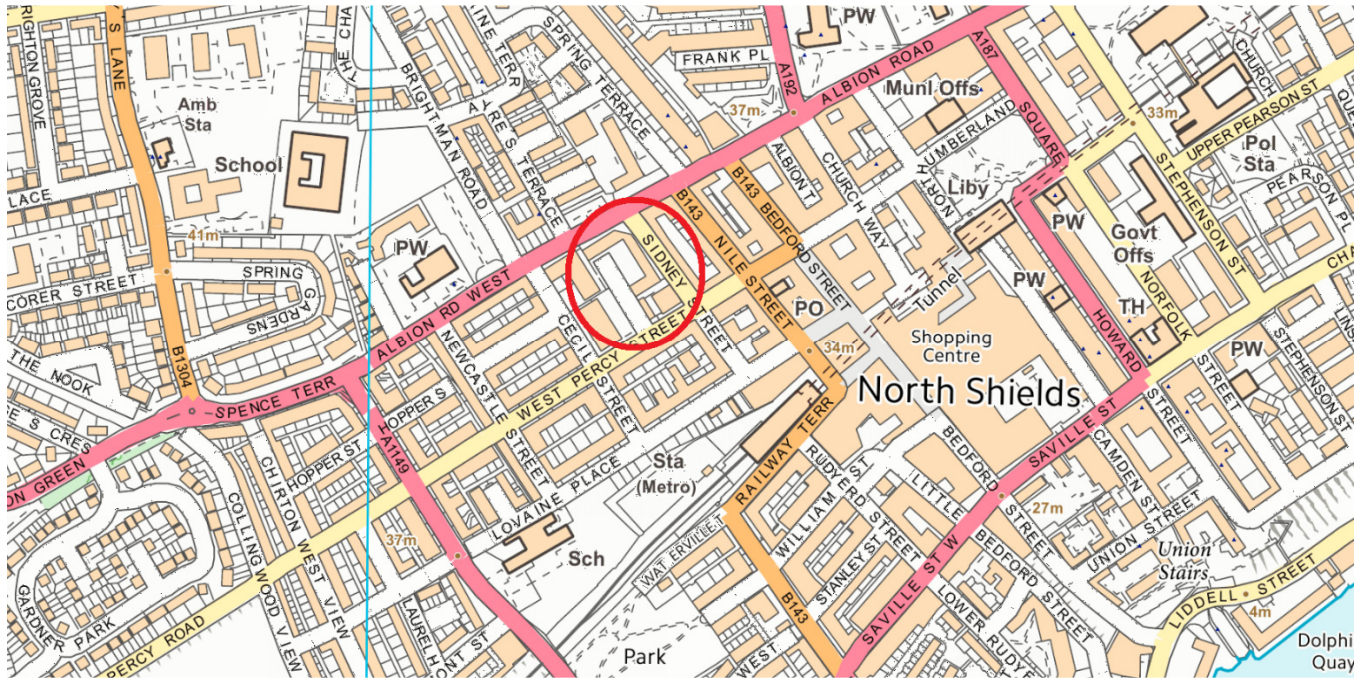 S LANE
PW
A192
ALBION ROAD
A187
SQUARE
CHURCH
UPPER PEARSON ST
FRANK PL
SPRING TERRACE
AYRES TERRACE
BRIGHTMAN ROAD
Amb
Sta
School
37m
Munl Offs
NORTHUMBERLAND
33m
STEPHENSON ST
Pol
Sta
PEARSON
ALBION T
CHURCH WAY
Liby
PW
41m
PW
B143
B143 BEDFORD STREET
NILE STREET
SIDNEY STREET
Govt
Offs
NORFOLK
SPRING
GARDENS
CORER STREET
B1304
ALBION RD WEST
CECIL STREET
WEST PERCY STREET
PO
Tunnel
PW
HOWARD
STREET
TH
PW
STEPHENSON ST
34m
Shopping
Centre
North Shields
THE NOOK
SPENCE TERR
NEWCASTLE STREET
HOPPER S
HOPPER ST
A1149
LOVAINE PLACE
Sta
(Metro)
RAILWAY TERR
RUDYERD STREET
WILLIAM ST
STANLEY ST
LITTLE BEDFORD STREET
BEDFORD STREET
SAVILLE ST
CAMDEN ST
UNION STREET
27m
Union
Stairs
LIDDELL STREET
4m
ON GREEN
CHIRTON WEST VIEW
COLLINGWOOD VIEW
37m
Sch
WATERVILLE T
B143
SAVILLE ST W
LOWER RUDYE
GARDNER PARK
PERCY ROAD
Park
WEST
Dolphi
Quay